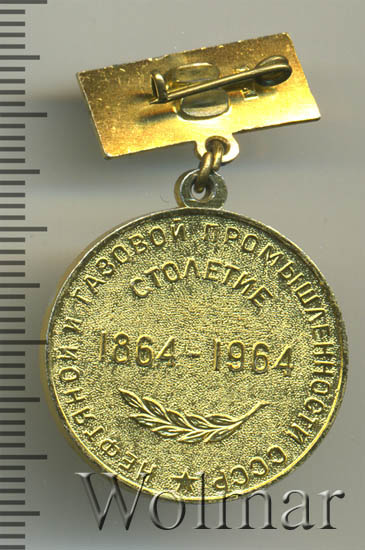 СТОЛЕТИЕ
НЕФТЯНОЙ И ГАЗОВОЙ ПРОМЫШЛЕННОСТИ СССР
1864-1964
Wolmar